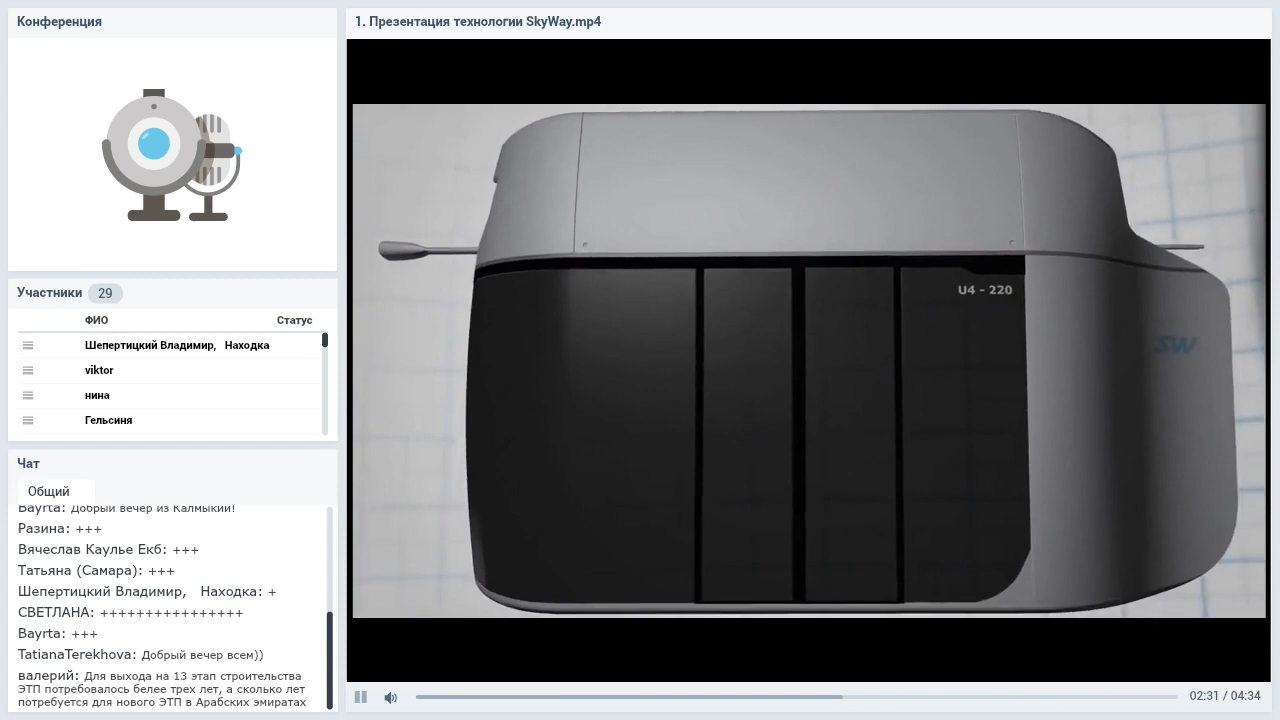 Конференция
1. Презентация технологии SkyWay.mp4
Участники 29
ФИО Статус
Шепертицкий Владимир, Находка
viktor
нина
Гельсиня
Чат
Общий
Bayrta: Добрый вечер из Калмыкии!
Разина: +++
Вячеслав Каулье Екб: +++
Татьяна (Самара): +++
Шепертицкий Владимир, Находка: +
СВЕТЛАНА: ++++++++++++++++
Bayrta: +++
TatianaTerekhova: Добрый вечер всем))
валерий: Для выхода на 13 этап строительства
ЭТП потребовалось белее трех лет, а сколько лет
потребуется для нового ЭТП в Арабских эмиратах
U4 - 220
SW
02:31 / 04:34